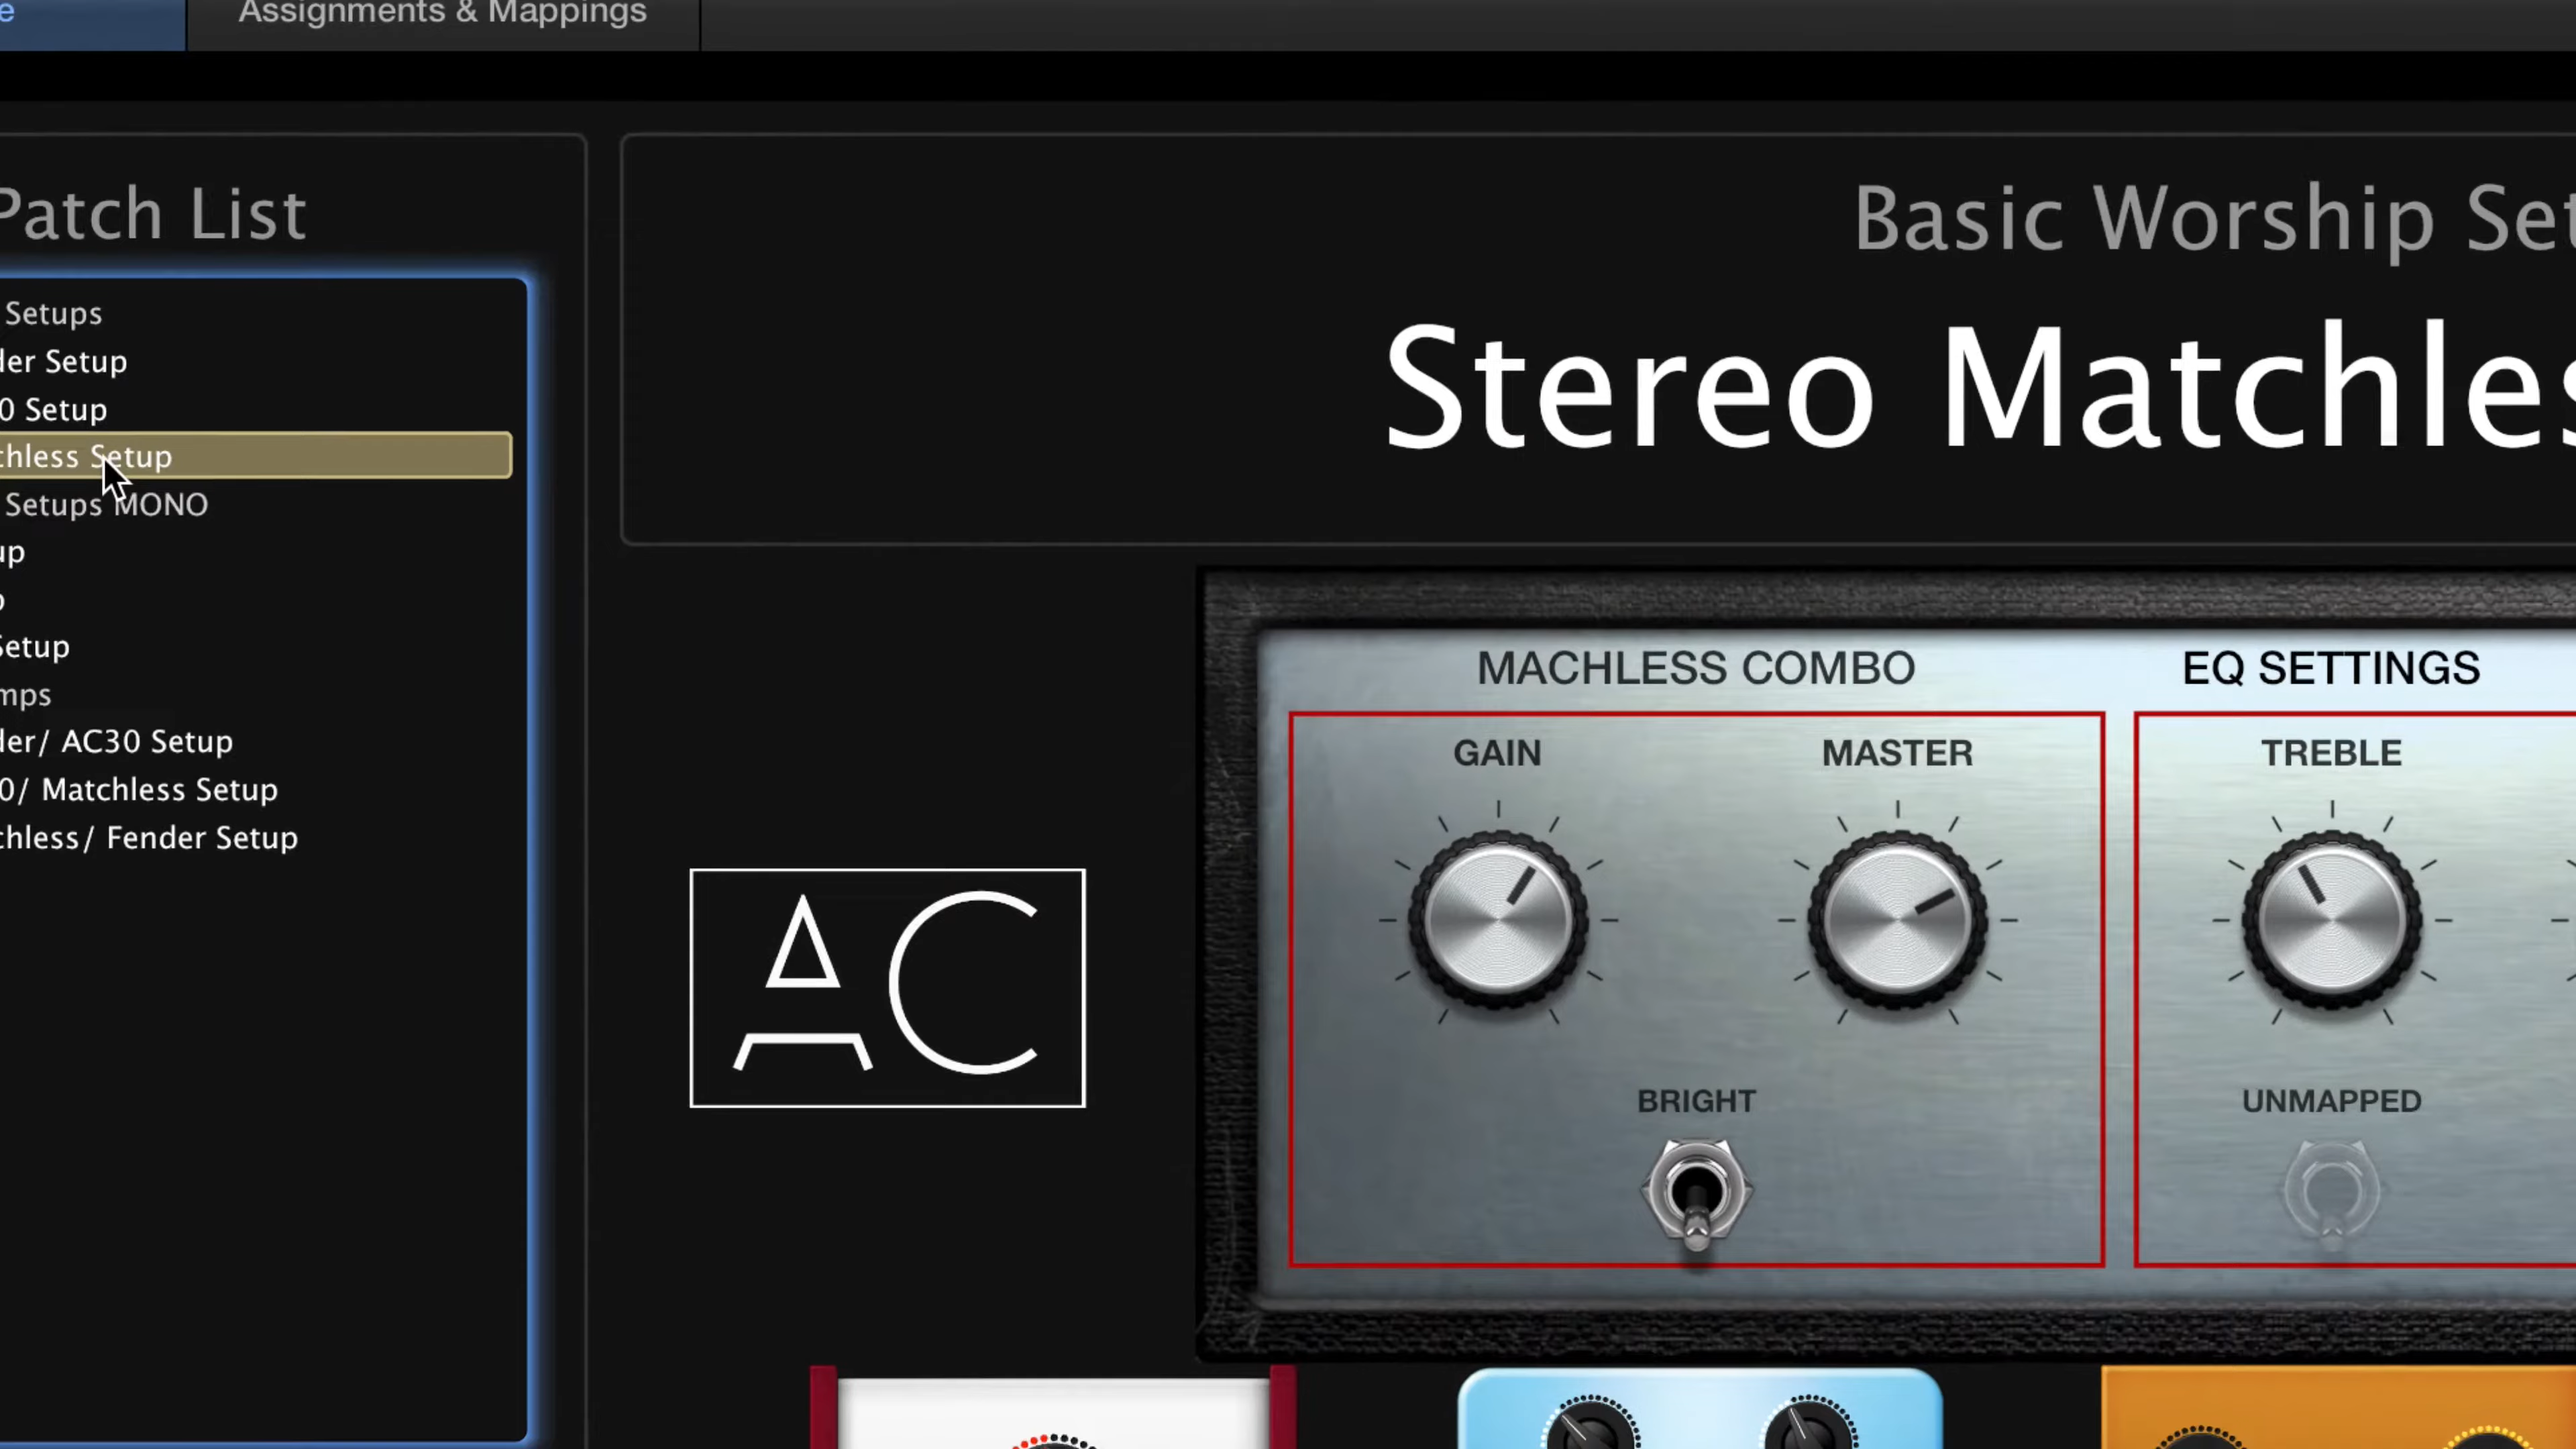 e
Assignments & Mappings
Patch List
Setups
der Setup
0 Setup
chless Setup
Setups MONO
up
p
Setup
mps
der/ AC30 Setup
0/ Matchless Setup
chless/ Fender Setup
Basic Worship Set
Stereo Matchles
AC
MACHLESS COMBO
EQ SETTINGS
GAIN
MASTER
TREBLE
BRIGHT
UNMAPPED